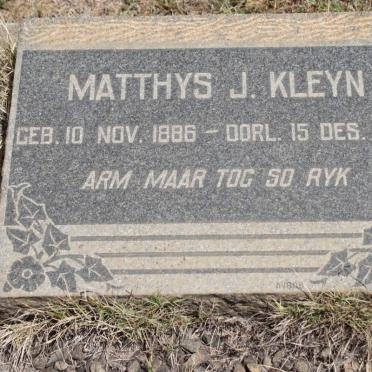 MATTHYS J. KLEYN
GEB. 10 NOV. 1886 - OORL. 15 DES.
ARM MAAR TOG SO RYK